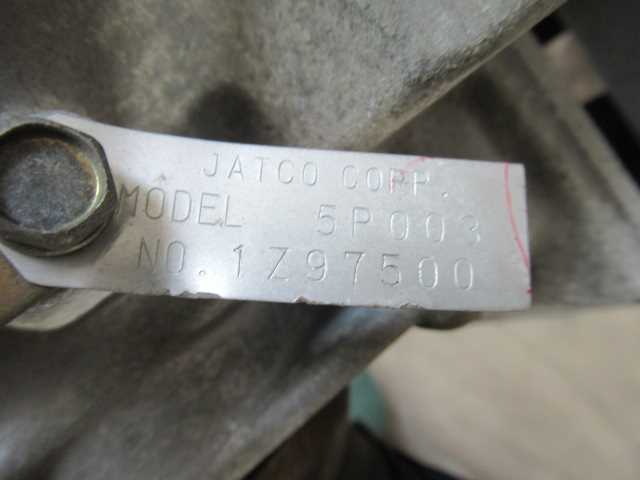 JATCO CORP.
MODEL 5P003
NO. 1Z97500